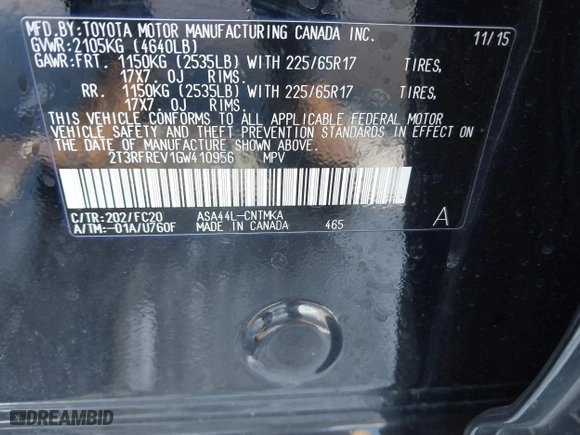 MFD.BY:TOYOTA MOTOR MANUFACTURING CANADA INC. 11/15
GVWR:2105KG (4640LB)
GAWR:FRT. 1150KG (2535LB) WITH 225/65R17 TIRES,
17X7.0J RIMS.
RR. 1150KG (2535LB) WITH 225/65R17 TIRES,
17X7.0J RIMS.
THIS VEHICLE CONFORMS TO ALL APPLICABLE FEDERAL MOTOR
VEHICLE SAFETY AND THEFT PREVENTION STANDARDS IN EFFECT ON
THE DATE OF MANUFACTURE SHOWN ABOVE.
2T3RFREV1GW410956 MPV
C/TR:202/FC20 ASA44L-CNTMKA A
A/TM:-01A/U760F MADE IN CANADA 465
DREAMBID